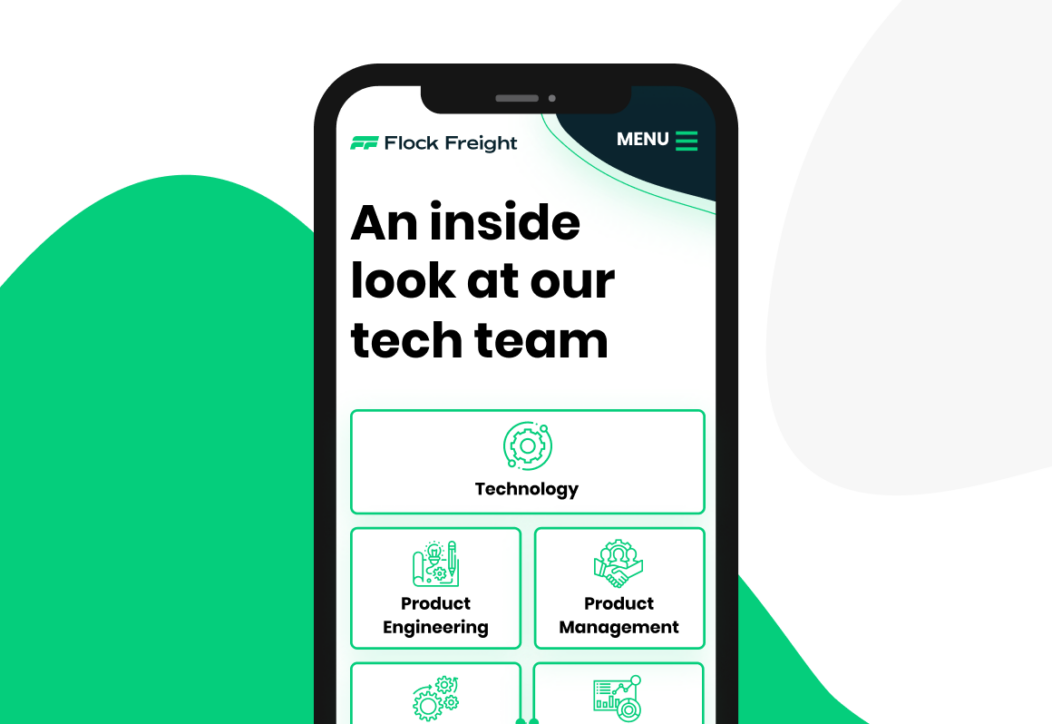 Flock Freight
MENU
An inside
look at our
tech team
Technology
Product
Engineering
Product
Management